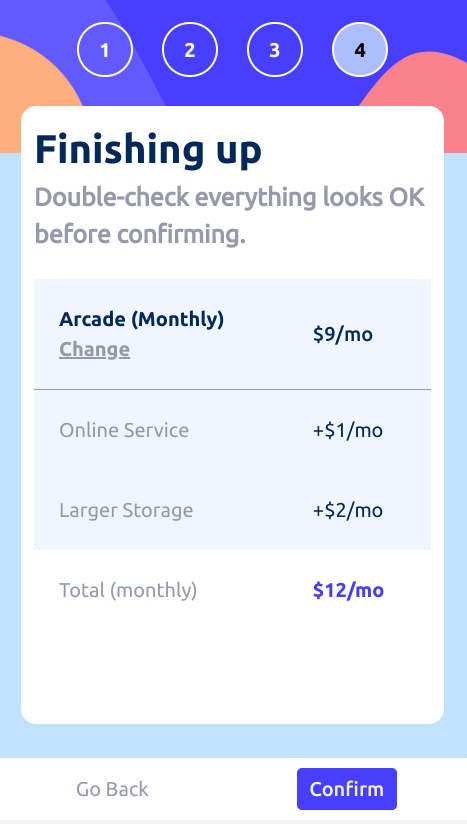 1 2 3 4
Finishing up
Double-check everything looks OK
before confirming.
Arcade (Monthly) $9/mo
Change
Online Service +$1/mo
Larger Storage +$2/mo
Total (monthly) $12/mo
Go Back Confirm